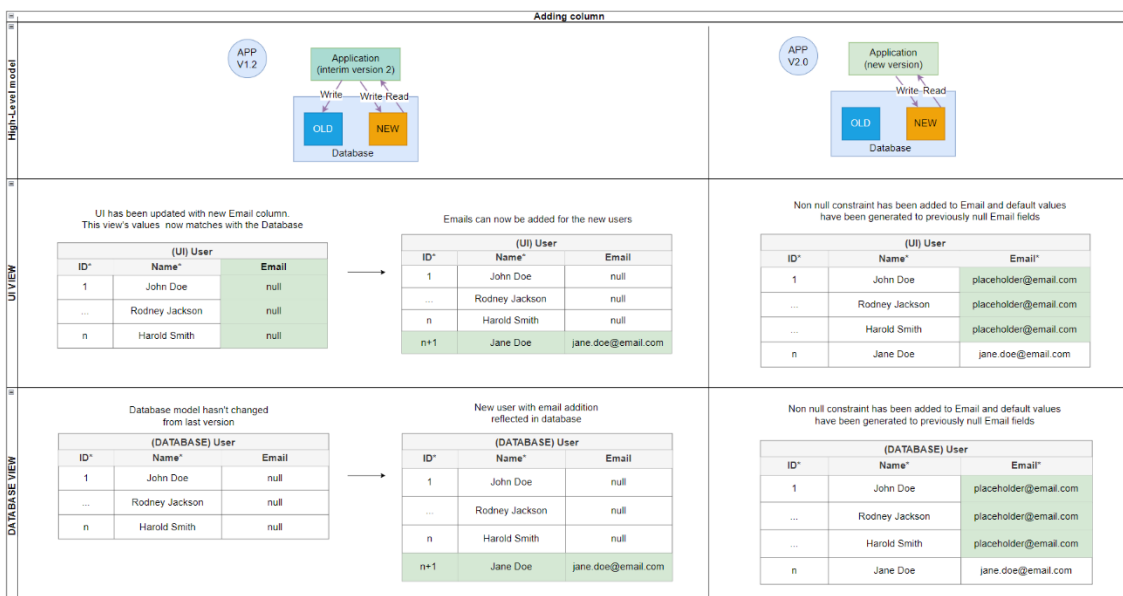 Adding column
High-Level model
APP
V1.2
Application
(interim version 2)
Write
Write
Read
OLD
NEW
Database
APP
V2.0
Application
(new version)
Write
Read
OLD
NEW
Database
UI VIEW
UI has been updated with new Email column.
This view's values now matches with the Database
(UI) User
ID* Name* Email
1 John Doe null
... Rodney Jackson null
n Harold Smith null
Emails can now be added for the new users
(UI) User
ID* Name* Email
1 John Doe null
... Rodney Jackson null
n Harold Smith null
n+1 Jane Doe jane.doe@email.com
Non null constraint has been added to Email and default values
have been generated to previously null Email fields
(UI) User
ID* Name* Email*
1 John Doe placeholder@email.com
... Rodney Jackson placeholder@email.com
... Harold Smith placeholder@email.com
n Jane Doe jane.doe@email.com
DATABASE VIEW
Database model hasn't changed
from last version
(DATABASE) User
ID* Name* Email
1 John Doe null
... Rodney Jackson null
n Harold Smith null
New user with email addition
reflected in database
(DATABASE) User
ID* Name* Email
1 John Doe null
... Rodney Jackson null
n Harold Smith null
n+1 Jane Doe jane.doe@email.com
Non null constraint has been added to Email and default values
have been generated to previously null Email fields
(DATABASE) User
ID* Name* Email*
1 John Doe placeholder@email.com
... Rodney Jackson placeholder@email.com
... Harold Smith placeholder@email.com
n Jane Doe jane.doe@email.com